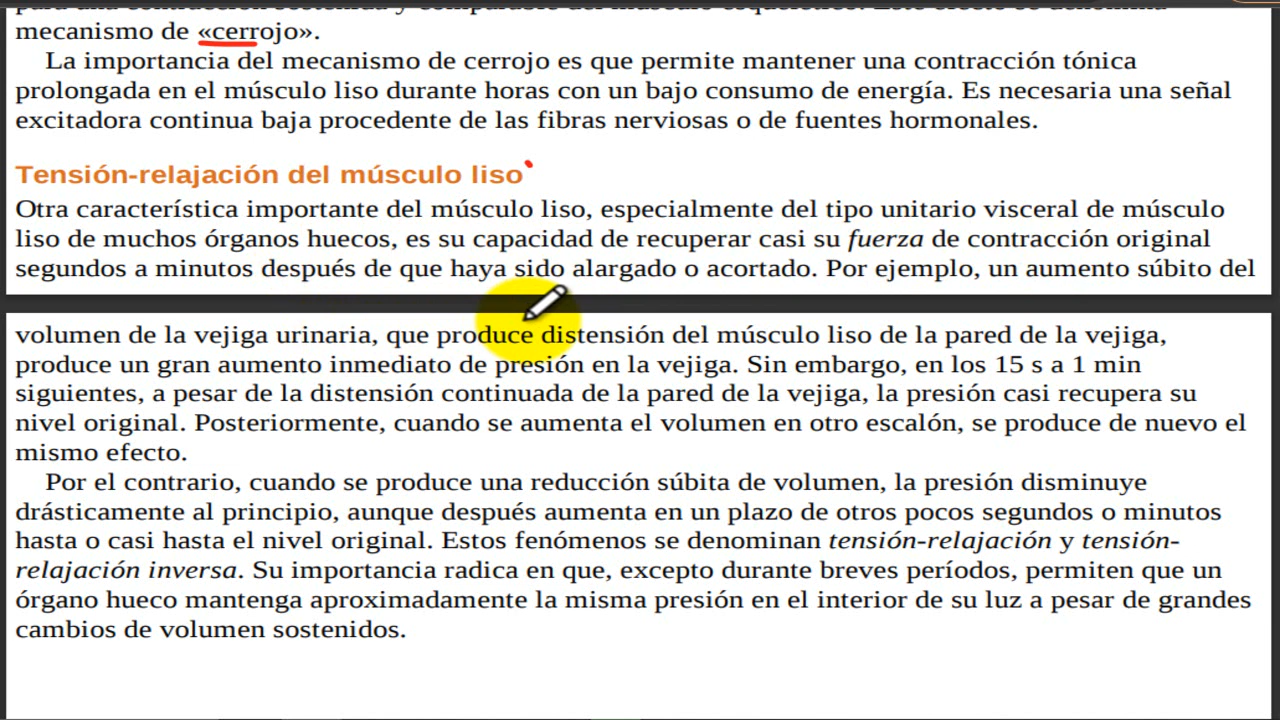 mecanismo de «cerrojo».
La importancia del mecanismo de cerrojo es que permite mantener una contracción tónica
prolongada en el músculo liso durante horas con un bajo consumo de energía. Es necesaria una señal
excitadora continua baja procedente de las fibras nerviosas o de fuentes hormonales.
Tensión-relajación del músculo liso
Otra característica importante del músculo liso, especialmente del tipo unitario visceral de músculo
liso de muchos órganos huecos, es su capacidad de recuperar casi su fuerza de contracción original
segundos a minutos después de que haya sido alargado o acortado. Por ejemplo, un aumento súbito del
volumen de la vejiga urinaria, que produce distensión del músculo liso de la pared de la vejiga,
produce un gran aumento inmediato de presión en la vejiga. Sin embargo, en los 15 s a 1 min
siguientes, a pesar de la distensión continuada de la pared de la vejiga, la presión casi recupera su
nivel original. Posteriormente, cuando se aumenta el volumen en otro escalón, se produce de nuevo el
mismo efecto.
Por el contrario, cuando se produce una reducción súbita de volumen, la presión disminuye
drásticamente al principio, aunque después aumenta en un plazo de otros pocos segundos o minutos
hasta o casi hasta el nivel original. Estos fenómenos se denominan tensión-relajación y tensión-
relajación inversa. Su importancia radica en que, excepto durante breves períodos, permiten que un
órgano hueco mantenga aproximadamente la misma presión en el interior de su luz a pesar de grandes
cambios de volumen sostenidos.